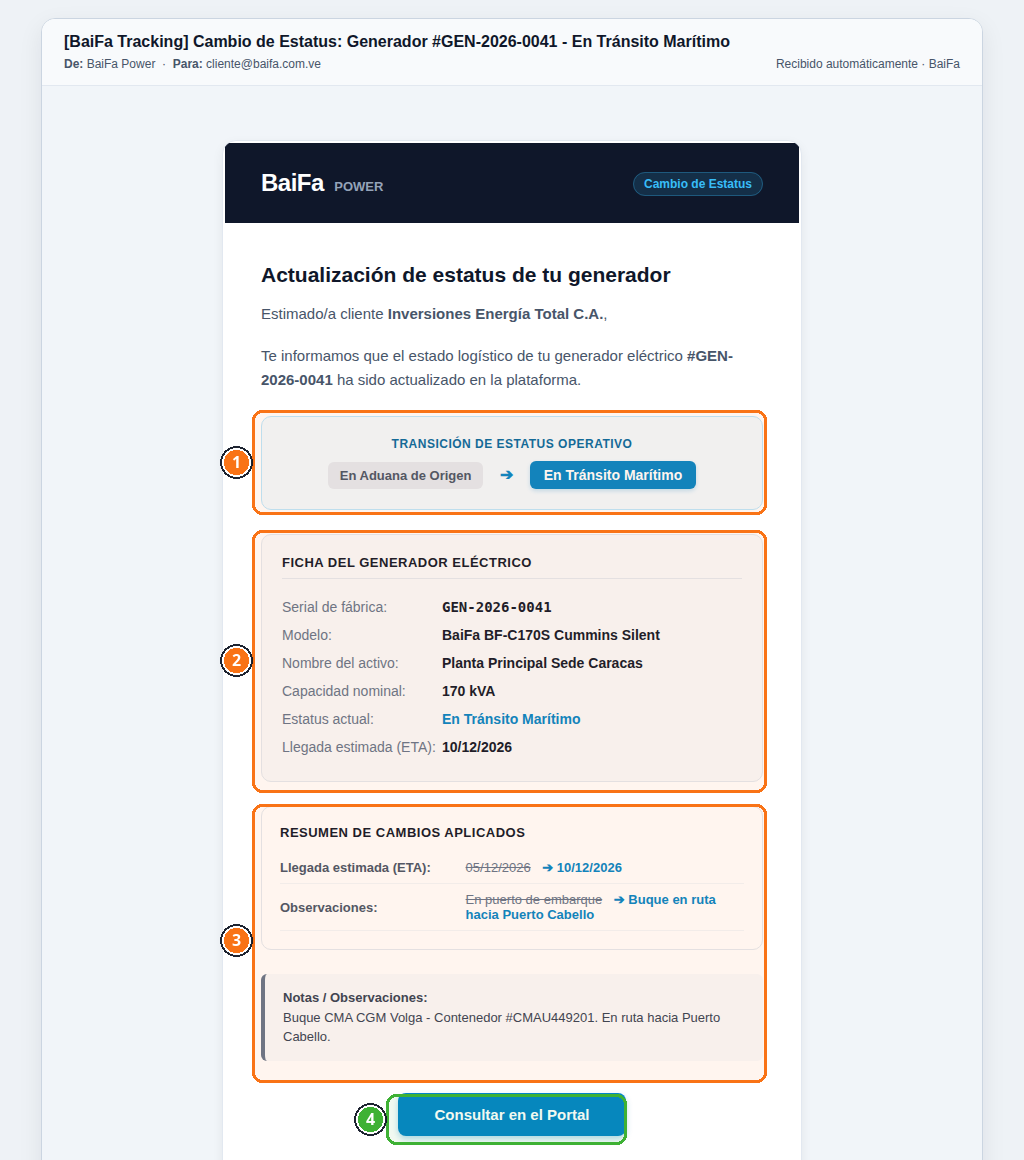 [BaiFa Tracking] Cambio de Estatus: Generador #GEN-2026-0041 - En Tránsito Marítimo
De: BaiFa Power · Para: cliente@baifa.com.ve
Recibido automáticamente · BaiFa
BaiFa POWER
Cambio de Estatus
Actualización de estatus de tu generador
Estimado/a cliente Inversiones Energía Total C.A.,
Te informamos que el estado logístico de tu generador eléctrico #GEN-
2026-0041 ha sido actualizado en la plataforma.
1
TRANSICIÓN DE ESTATUS OPERATIVO
En Aduana de Origen ➔ En Tránsito Marítimo
2
FICHA DEL GENERADOR ELÉCTRICO
Serial de fábrica: GEN-2026-0041
Modelo: BaiFa BF-C170S Cummins Silent
Nombre del activo: Planta Principal Sede Caracas
Capacidad nominal: 170 kVA
Estatus actual: En Tránsito Marítimo
Llegada estimada (ETA): 10/12/2026
3
RESUMEN DE CAMBIOS APLICADOS
Llegada estimada (ETA): 05/12/2026 ➔ 10/12/2026
Observaciones: En puerto de embarque ➔ Buque en ruta
hacia Puerto Cabello
Notas / Observaciones:
Buque CMA CGM Volga - Contenedor #CMAU449201. En ruta hacia Puerto
Cabello.
4
Consultar en el Portal